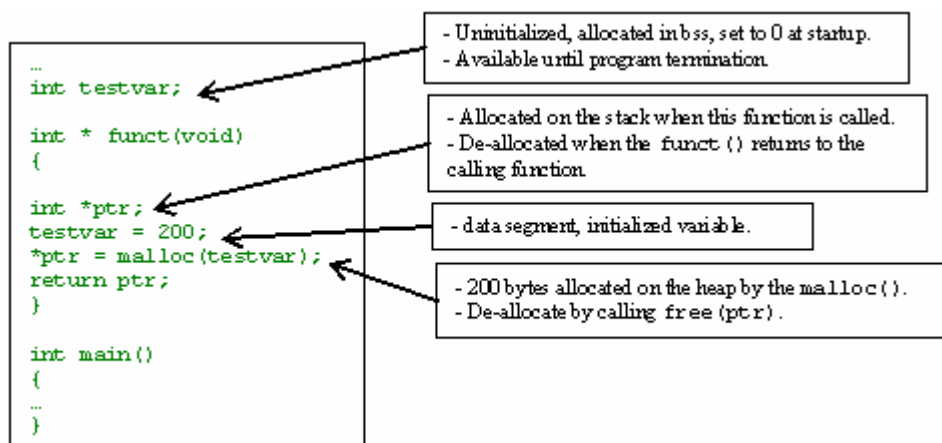 …
int testvar;
int * funct(void)
{
int *ptr;
testvar = 200;
*ptr = malloc(testvar);
return ptr;
}
int main()
{
…
}
- Uninitialized, allocated in bss, set to 0 at startup.
- Available until program termination.
- Allocated on the stack when this function is called.
- De-allocated when the funct () returns to the
calling function.
- data segment, initialized variable.
- 200 bytes allocated on the heap by the malloc().
- De-allocate by calling free(ptr).